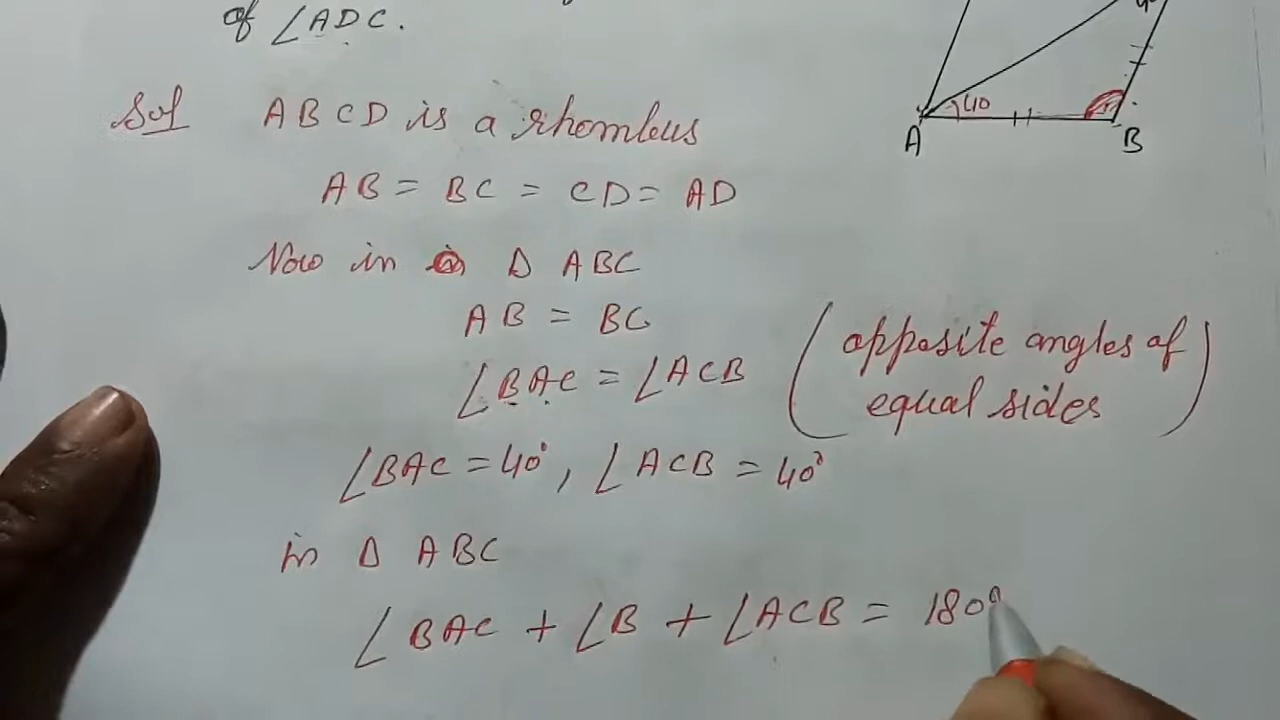 of ∠ADC.
Sol ABCD is a rhombus
AB = BC = CD = AD
Now in Δ ABC
AB = BC
∠BAC = ∠ACB (opposite angles of equal sides)
∠BAC = 40°, ∠ACB = 40°
in Δ ABC
∠BAC + ∠B + ∠ACB = 180°
40
A
B